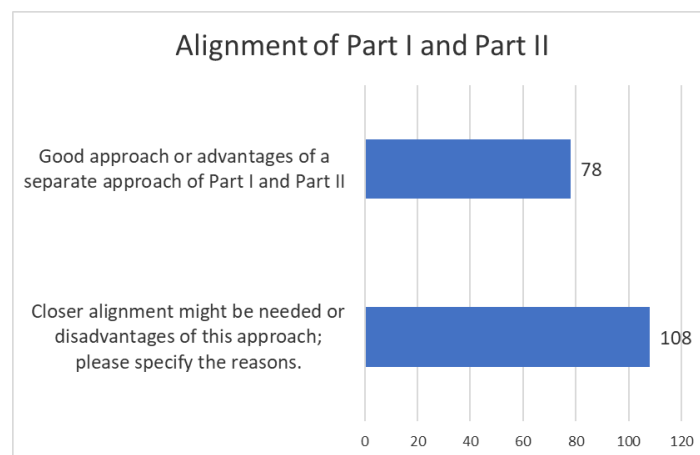 Alignment of Part I and Part II
Good approach or advantages of a
separate approach of Part I and Part II
78
Closer alignment might be needed or
disadvantages of this approach;
please specify the reasons.
108
0 20 40 60 80 100 120